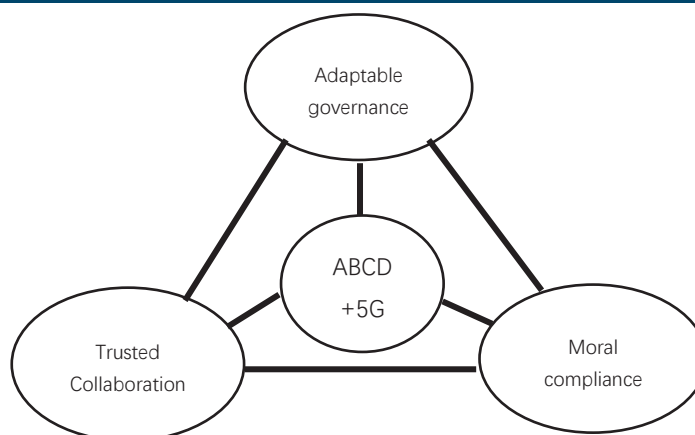 Adaptable
governance
ABCD
+5G
Trusted
Collaboration
Moral
compliance